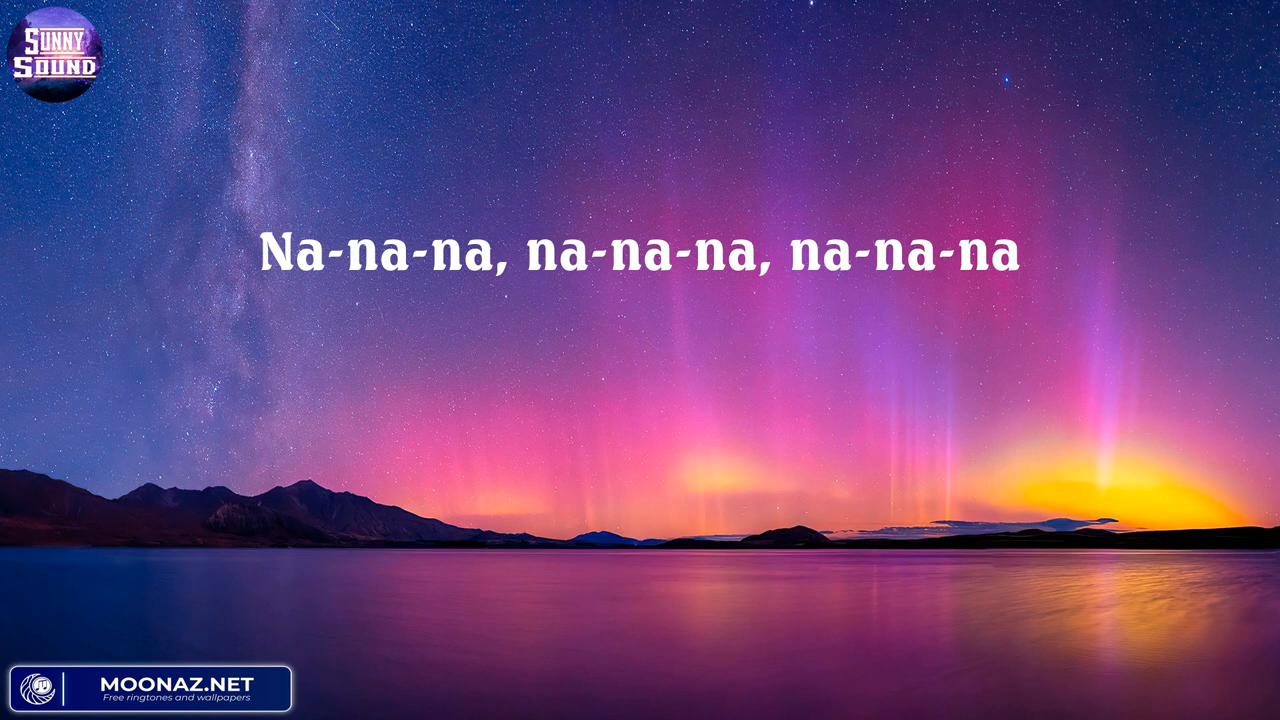 SUNNY
SOUND
Na-na-na, na-na-na, na-na-na
MOONAZ.NET
Free ringtones and wallpapers